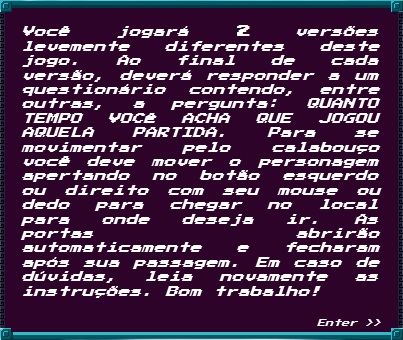 Você jogará 2 versões
levemente diferentes deste
jogo. Ao final de cada
versão, deverá responder a um
questionário contendo, entre
outras, a pergunta: QUANTO
TEMPO VOCê ACHA QUE JOGOU
AQUELA PARTIDA. Para se
movimentar pelo calabouço
você deve mover o personagem
apertando no botão esquerdo
ou direito com seu mouse ou
dedo para chegar no local
para onde deseja ir. As
portas abrirão
automaticamente e fecharam
após sua passagem. Em caso de
dúvidas, leia novamente as
instruções. Bom trabalho!
Enter >>